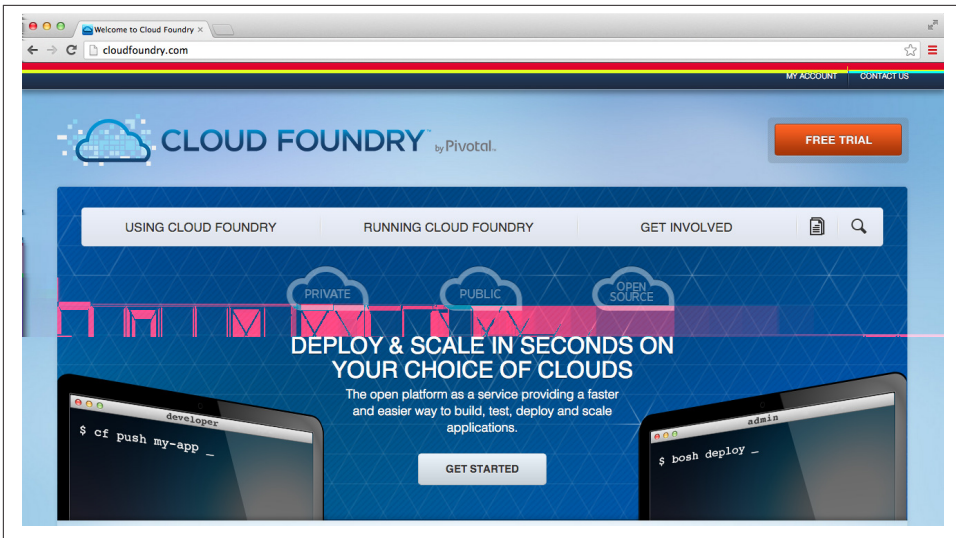 Welcome to Cloud Foundry
cloudfoundry.com
MY ACCOUNT CONTACT US
CLOUD FOUNDRY™ by Pivotal™
FREE TRIAL
USING CLOUD FOUNDRY RUNNING CLOUD FOUNDRY GET INVOLVED
PRIVATE PUBLIC OPEN
SOURCE
DEPLOY & SCALE IN SECONDS ON
YOUR CHOICE OF CLOUDS
The open platform as a service providing a faster
and easier way to build, test, deploy and scale
applications.
GET STARTED
developer
$ cf push my-app _
admin
$ bosh deploy _